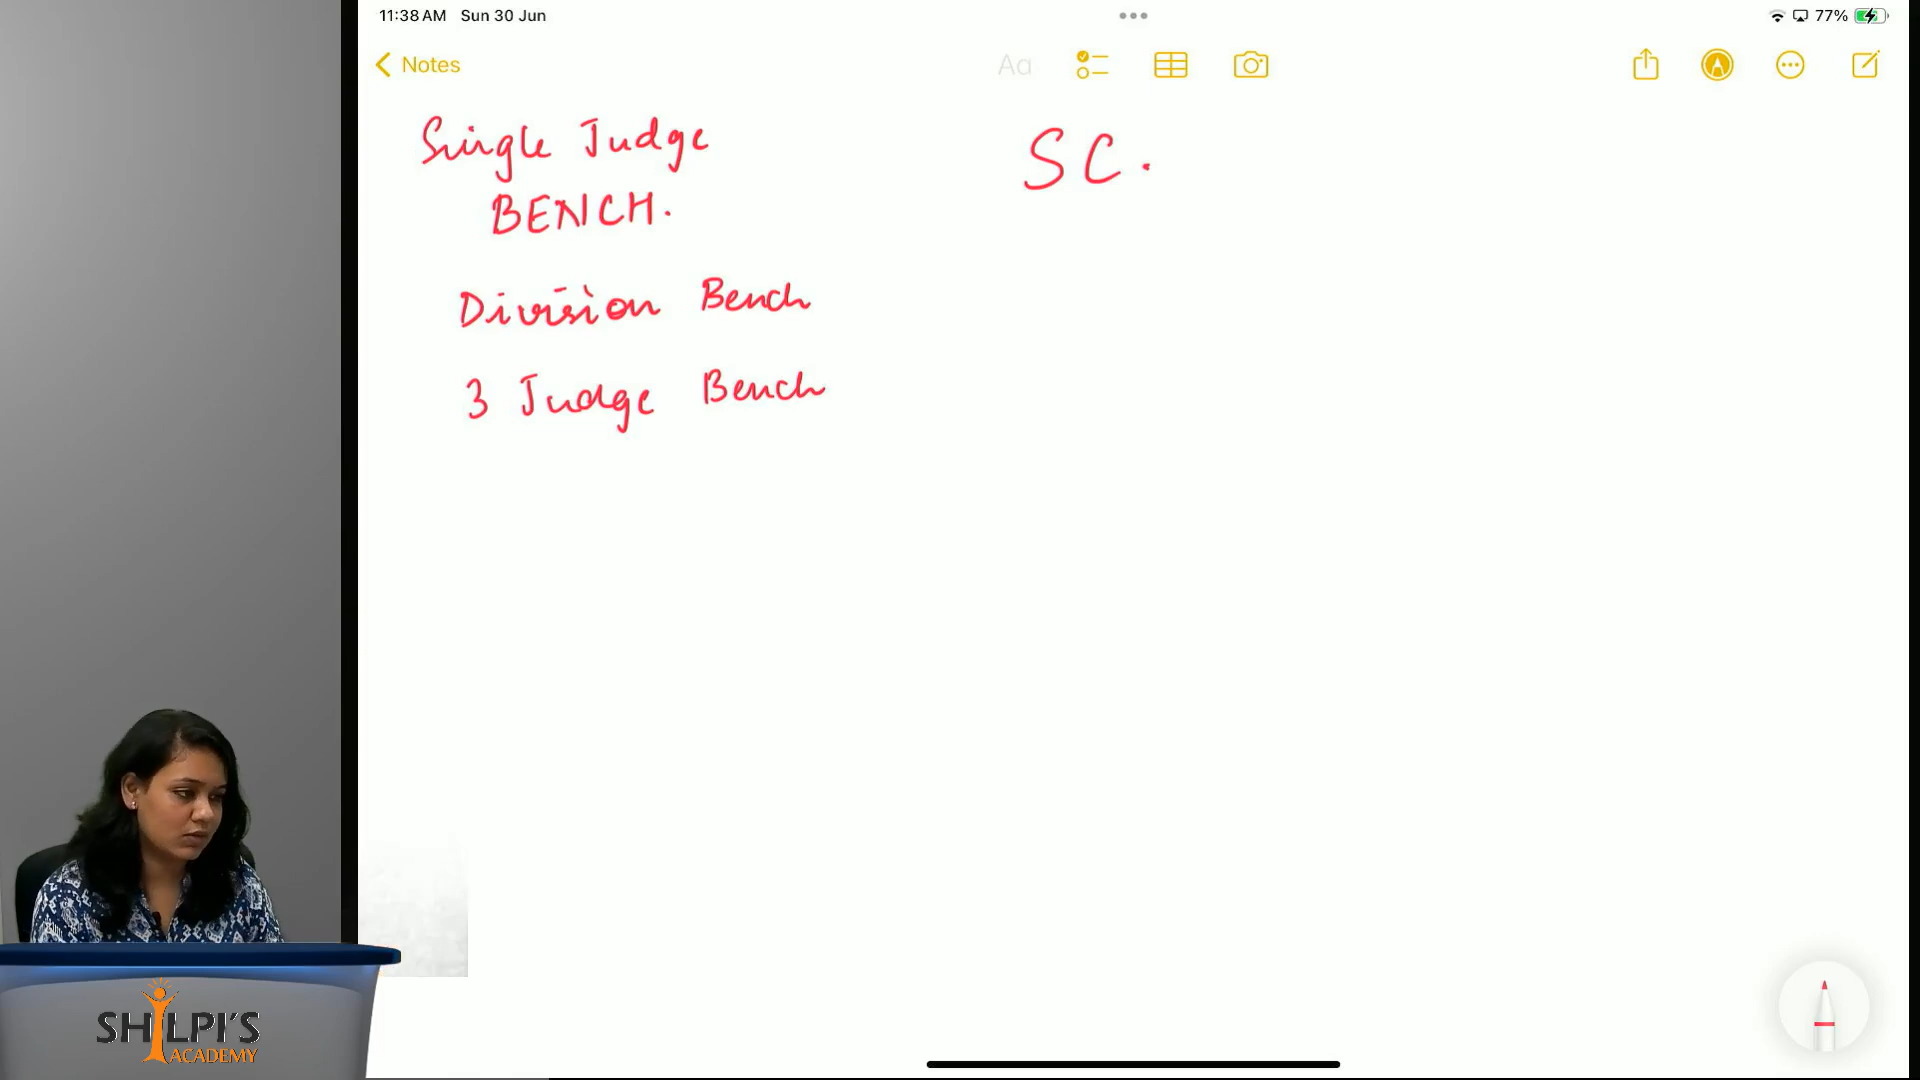 11:38 AM Sun 30 Jun
77%
Notes
Aa
Single Judge
BENCH.
SC.
Division Bench
3 Judge Bench
SHILPI'S
ACADEMY